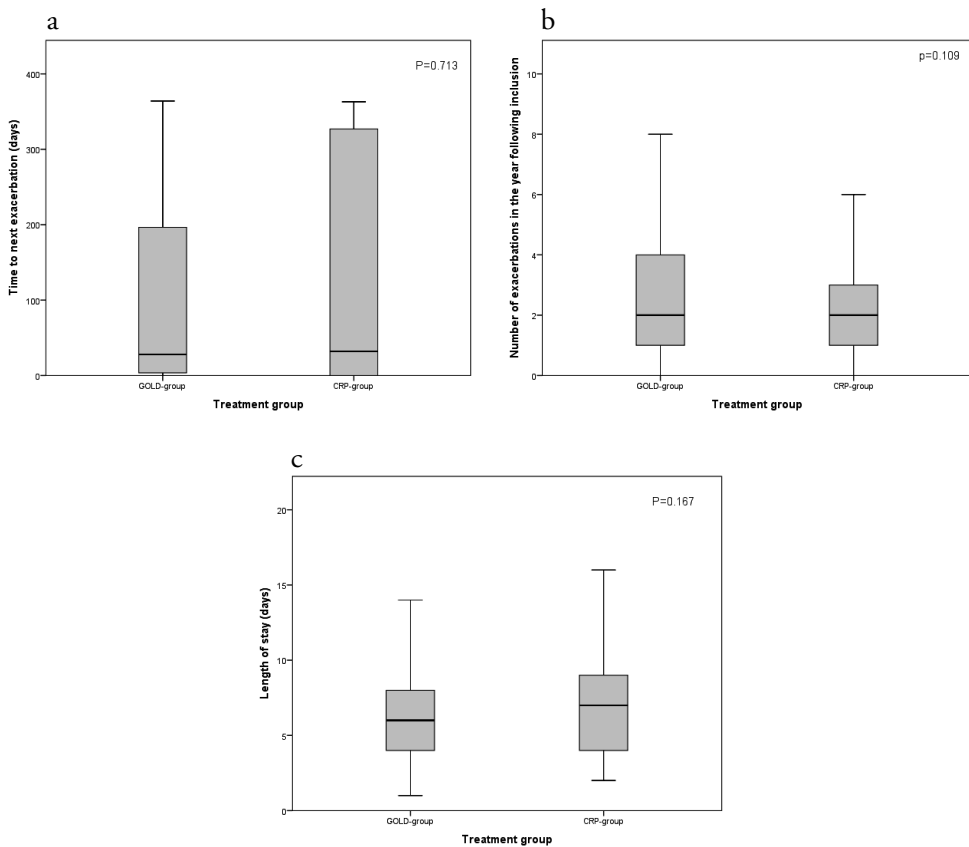 a
P=0.713
Time to next exacerbation (days)
400
300
200
100
0
GOLD-group CRP-group
Treatment group
b
p=0.109
Number of exacerbations in the year following inclusion
10
8
6
4
2
0
GOLD-group CRP-group
Treatment group
c
P=0.167
Length of stay (days)
20
15
10
5
0
GOLD-group CRP-group
Treatment group